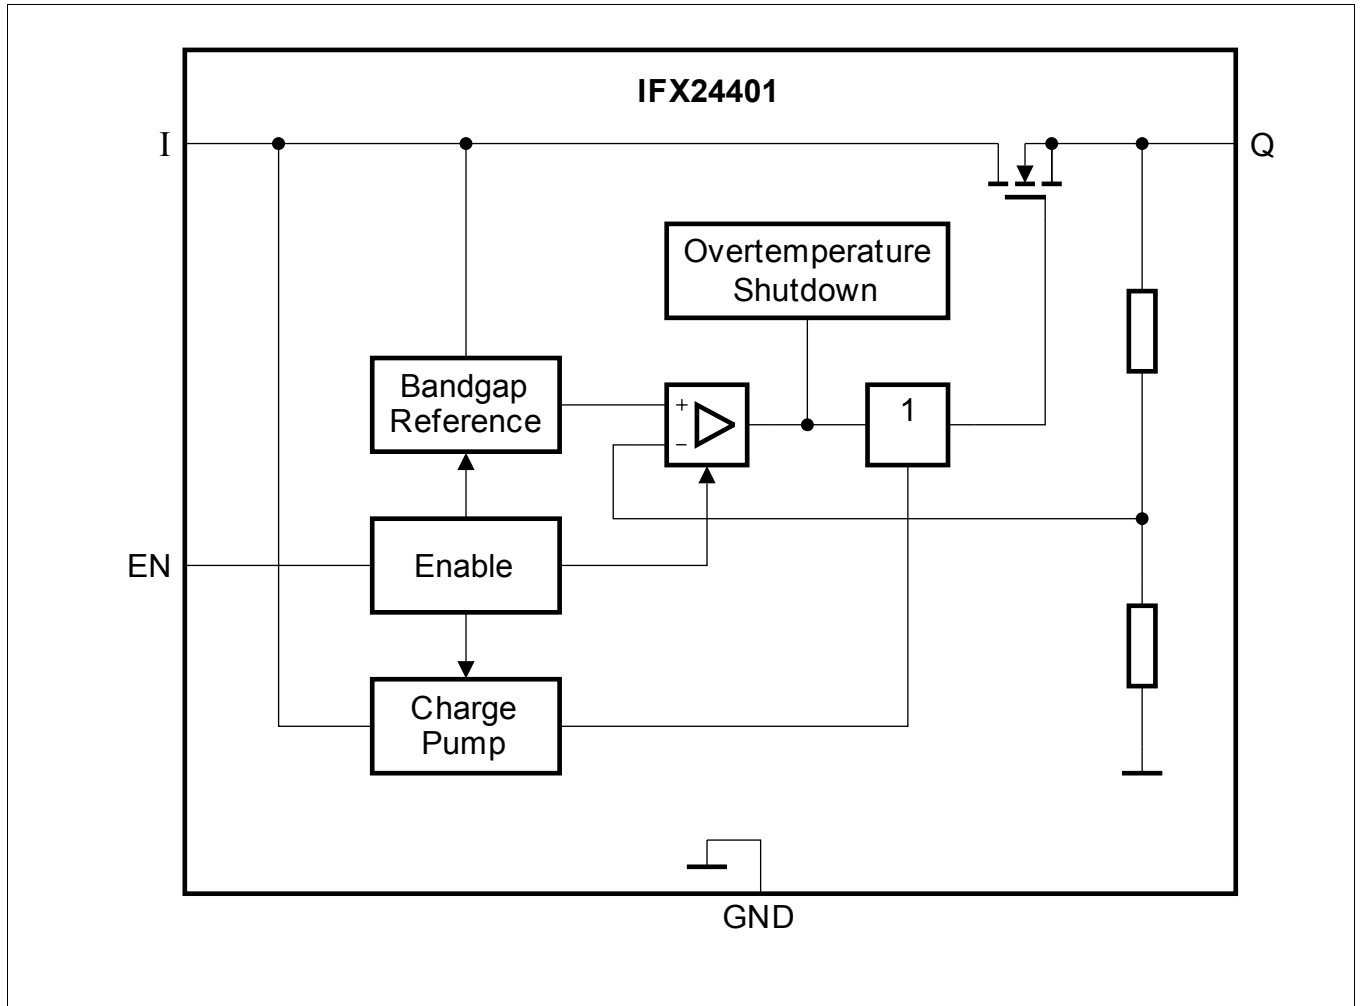 IFX24401
I
Q
Overtemperature
Shutdown
Bandgap
Reference
+
−
1
EN
Enable
Charge
Pump
GND